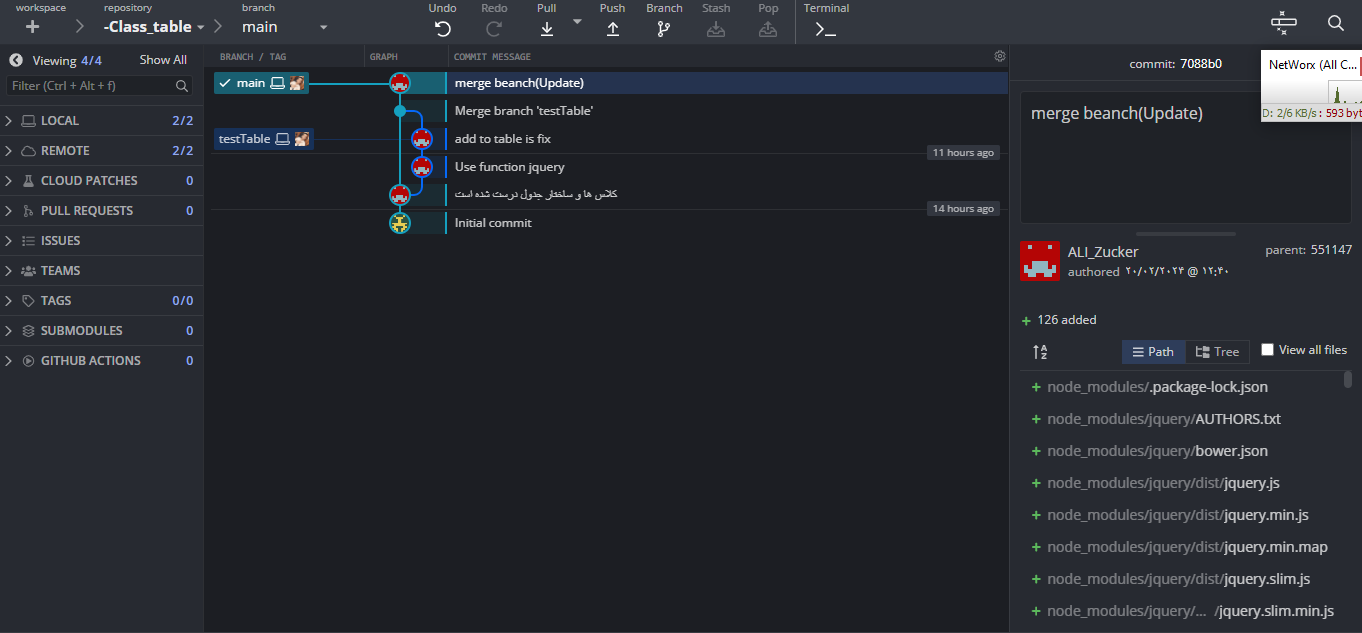 workspace repository branch Undo Redo Pull Push Branch Stash Pop Terminal
-Class_table main
Viewing 4/4 Show All
Filter (Ctrl + Alt + f)
LOCAL 2/2
REMOTE 2/2
CLOUD PATCHES 0
PULL REQUESTS 0
ISSUES
TEAMS
TAGS 0/0
SUBMODULES 0
GITHUB ACTIONS 0
BRANCH / TAG GRAPH COMMIT MESSAGE
main merge beanch(Update)
Merge branch 'testTable'
testTable add to table is fix
11 hours ago
Use function jquery
کلاس ها و ساختار جدول درست شده است
14 hours ago
Initial commit
commit: 7088b0
NetWorx (All C...
D: 2/6 KB/s : 593 byt
merge beanch(Update)
ALI_Zucker parent: 551147
authored ۲۰/۰۲/۲۰۲۴ @ ۱۲:۴۰
+ 126 added
A
Z
Path Tree View all files
+ node_modules/.package-lock.json
+ node_modules/jquery/AUTHORS.txt
+ node_modules/jquery/bower.json
+ node_modules/jquery/dist/jquery.js
+ node_modules/jquery/dist/jquery.min.js
+ node_modules/jquery/dist/jquery.min.map
+ node_modules/jquery/dist/jquery.slim.js
+ node_modules/jquery/... /jquery.slim.min.js